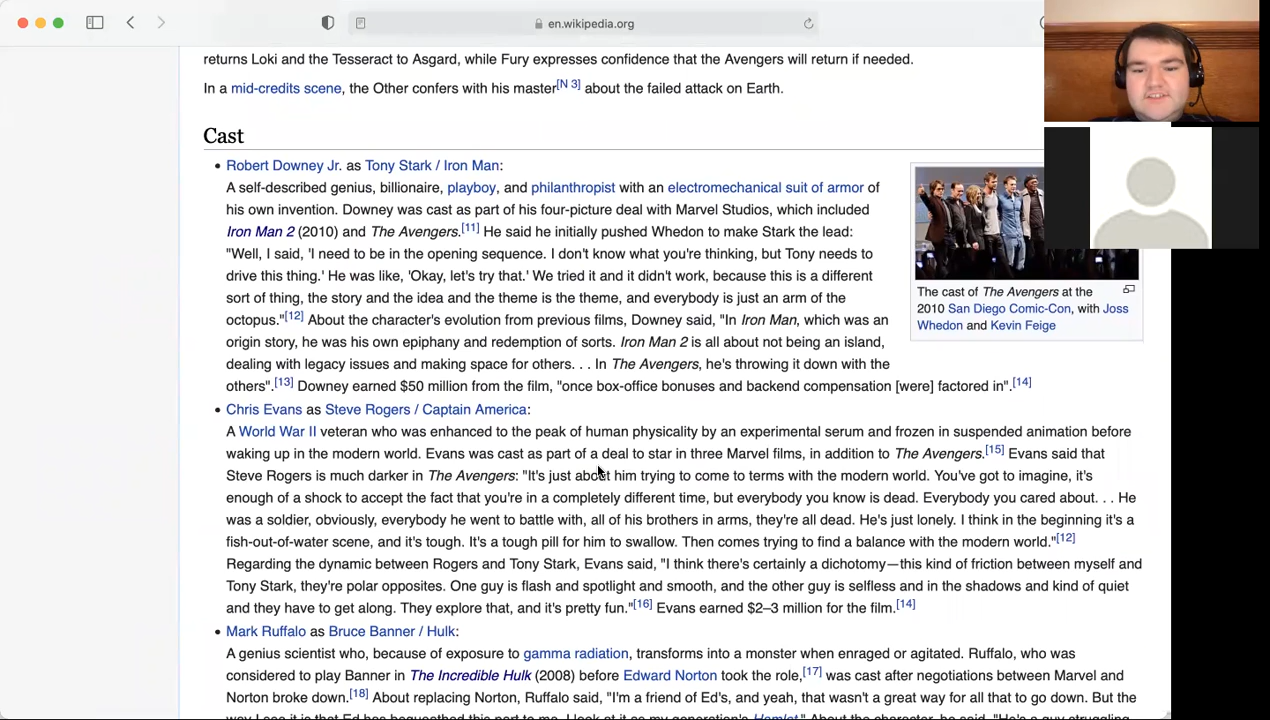 en.wikipedia.org
returns Loki and the Tesseract to Asgard, while Fury expresses confidence that the Avengers will return if needed.
In a mid-credits scene, the Other confers with his master[N 3] about the failed attack on Earth.
Cast
• Robert Downey Jr. as Tony Stark / Iron Man:
A self-described genius, billionaire, playboy, and philanthropist with an electromechanical suit of armor of
his own invention. Downey was cast as part of his four-picture deal with Marvel Studios, which included
Iron Man 2 (2010) and The Avengers.[11] He said he initially pushed Whedon to make Stark the lead:
"Well, I said, 'I need to be in the opening sequence. I don't know what you're thinking, but Tony needs to
drive this thing.' He was like, 'Okay, let's try that.' We tried it and it didn't work, because this is a different
sort of thing, the story and the idea and the theme is the theme, and everybody is just an arm of the
octopus."[12] About the character's evolution from previous films, Downey said, "In Iron Man, which was an
origin story, he was his own epiphany and redemption of sorts. Iron Man 2 is all about not being an island,
dealing with legacy issues and making space for others. . . In The Avengers, he's throwing it down with the
others".[13] Downey earned $50 million from the film, "once box-office bonuses and backend compensation [were] factored in".[14]
The cast of The Avengers at the
2010 San Diego Comic-Con, with Joss
Whedon and Kevin Feige
• Chris Evans as Steve Rogers / Captain America:
A World War II veteran who was enhanced to the peak of human physicality by an experimental serum and frozen in suspended animation before
waking up in the modern world. Evans was cast as part of a deal to star in three Marvel films, in addition to The Avengers.[15] Evans said that
Steve Rogers is much darker in The Avengers: "It's just about him trying to come to terms with the modern world. You've got to imagine, it's
enough of a shock to accept the fact that you're in a completely different time, but everybody you know is dead. Everybody you cared about. . . He
was a soldier, obviously, everybody he went to battle with, all of his brothers in arms, they're all dead. He's just lonely. I think in the beginning it's a
fish-out-of-water scene, and it's tough. It's a tough pill for him to swallow. Then comes trying to find a balance with the modern world."[12]
Regarding the dynamic between Rogers and Tony Stark, Evans said, "I think there's certainly a dichotomy—this kind of friction between myself and
Tony Stark, they're polar opposites. One guy is flash and spotlight and smooth, and the other guy is selfless and in the shadows and kind of quiet
and they have to get along. They explore that, and it's pretty fun."[16] Evans earned $2–3 million for the film.[14]
• Mark Ruffalo as Bruce Banner / Hulk:
A genius scientist who, because of exposure to gamma radiation, transforms into a monster when enraged or agitated. Ruffalo, who was
considered to play Banner in The Incredible Hulk (2008) before Edward Norton took the role,[17] was cast after negotiations between Marvel and
Norton broke down.[18] About replacing Norton, Ruffalo said, "I'm a friend of Ed's, and yeah, that wasn't a great way for all that to go down. But the
way I see it is that Ed has bequeathed this part to me. I look at it as my generation's Hamlet." About the character, he said, "He's a guy struggling